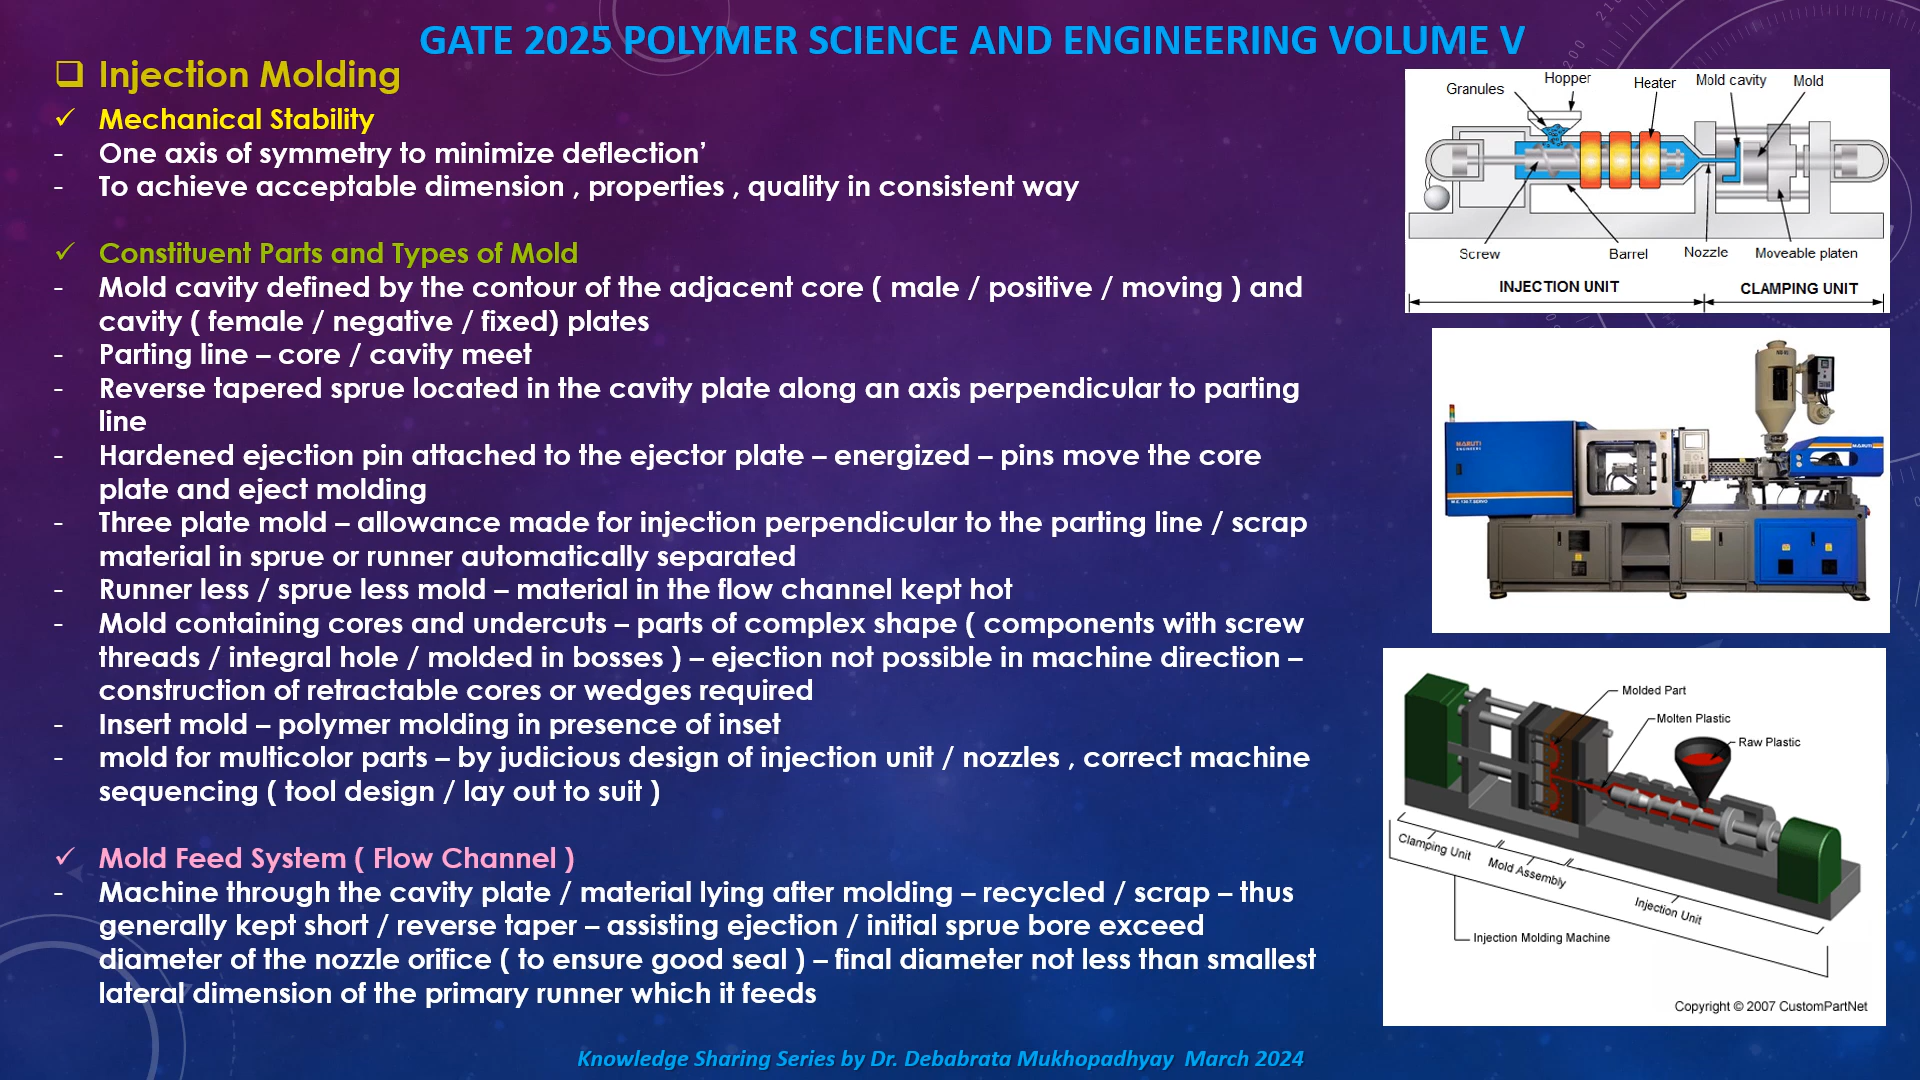 GATE 2025 POLYMER SCIENCE AND ENGINEERING VOLUME V
❑ Injection Molding
✓ Mechanical Stability
- One axis of symmetry to minimize deflection’
- To achieve acceptable dimension , properties , quality in consistent way
✓ Constituent Parts and Types of Mold
- Mold cavity defined by the contour of the adjacent core ( male / positive / moving ) and
cavity ( female / negative / fixed) plates
- Parting line – core / cavity meet
- Reverse tapered sprue located in the cavity plate along an axis perpendicular to parting
line
- Hardened ejection pin attached to the ejector plate – energized – pins move the core
plate and eject molding
- Three plate mold – allowance made for injection perpendicular to the parting line / scrap
material in sprue or runner automatically separated
- Runner less / sprue less mold – material in the flow channel kept hot
- Mold containing cores and undercuts – parts of complex shape ( components with screw
threads / integral hole / molded in bosses ) – ejection not possible in machine direction –
construction of retractable cores or wedges required
- Insert mold – polymer molding in presence of inset
- mold for multicolor parts – by judicious design of injection unit / nozzles , correct machine
sequencing ( tool design / lay out to suit )
✓ Mold Feed System ( Flow Channel )
- Machine through the cavity plate / material lying after molding – recycled / scrap – thus
generally kept short / reverse taper – assisting ejection / initial sprue bore exceed
diameter of the nozzle orifice ( to ensure good seal ) – final diameter not less than smallest
lateral dimension of the primary runner which it feeds
Granules
Hopper
Heater
Mold cavity
Mold
Screw
Barrel
Nozzle
Moveable platen
INJECTION UNIT
CLAMPING UNIT
MARUTI
MARUTI
Molded Part
Molten Plastic
Raw Plastic
Clamping Unit
Mold Assembly
Injection Unit
Injection Molding Machine
Copyright © 2007 CustomPartNet
Knowledge Sharing Series by Dr. Debabrata Mukhopadhyay March 2024